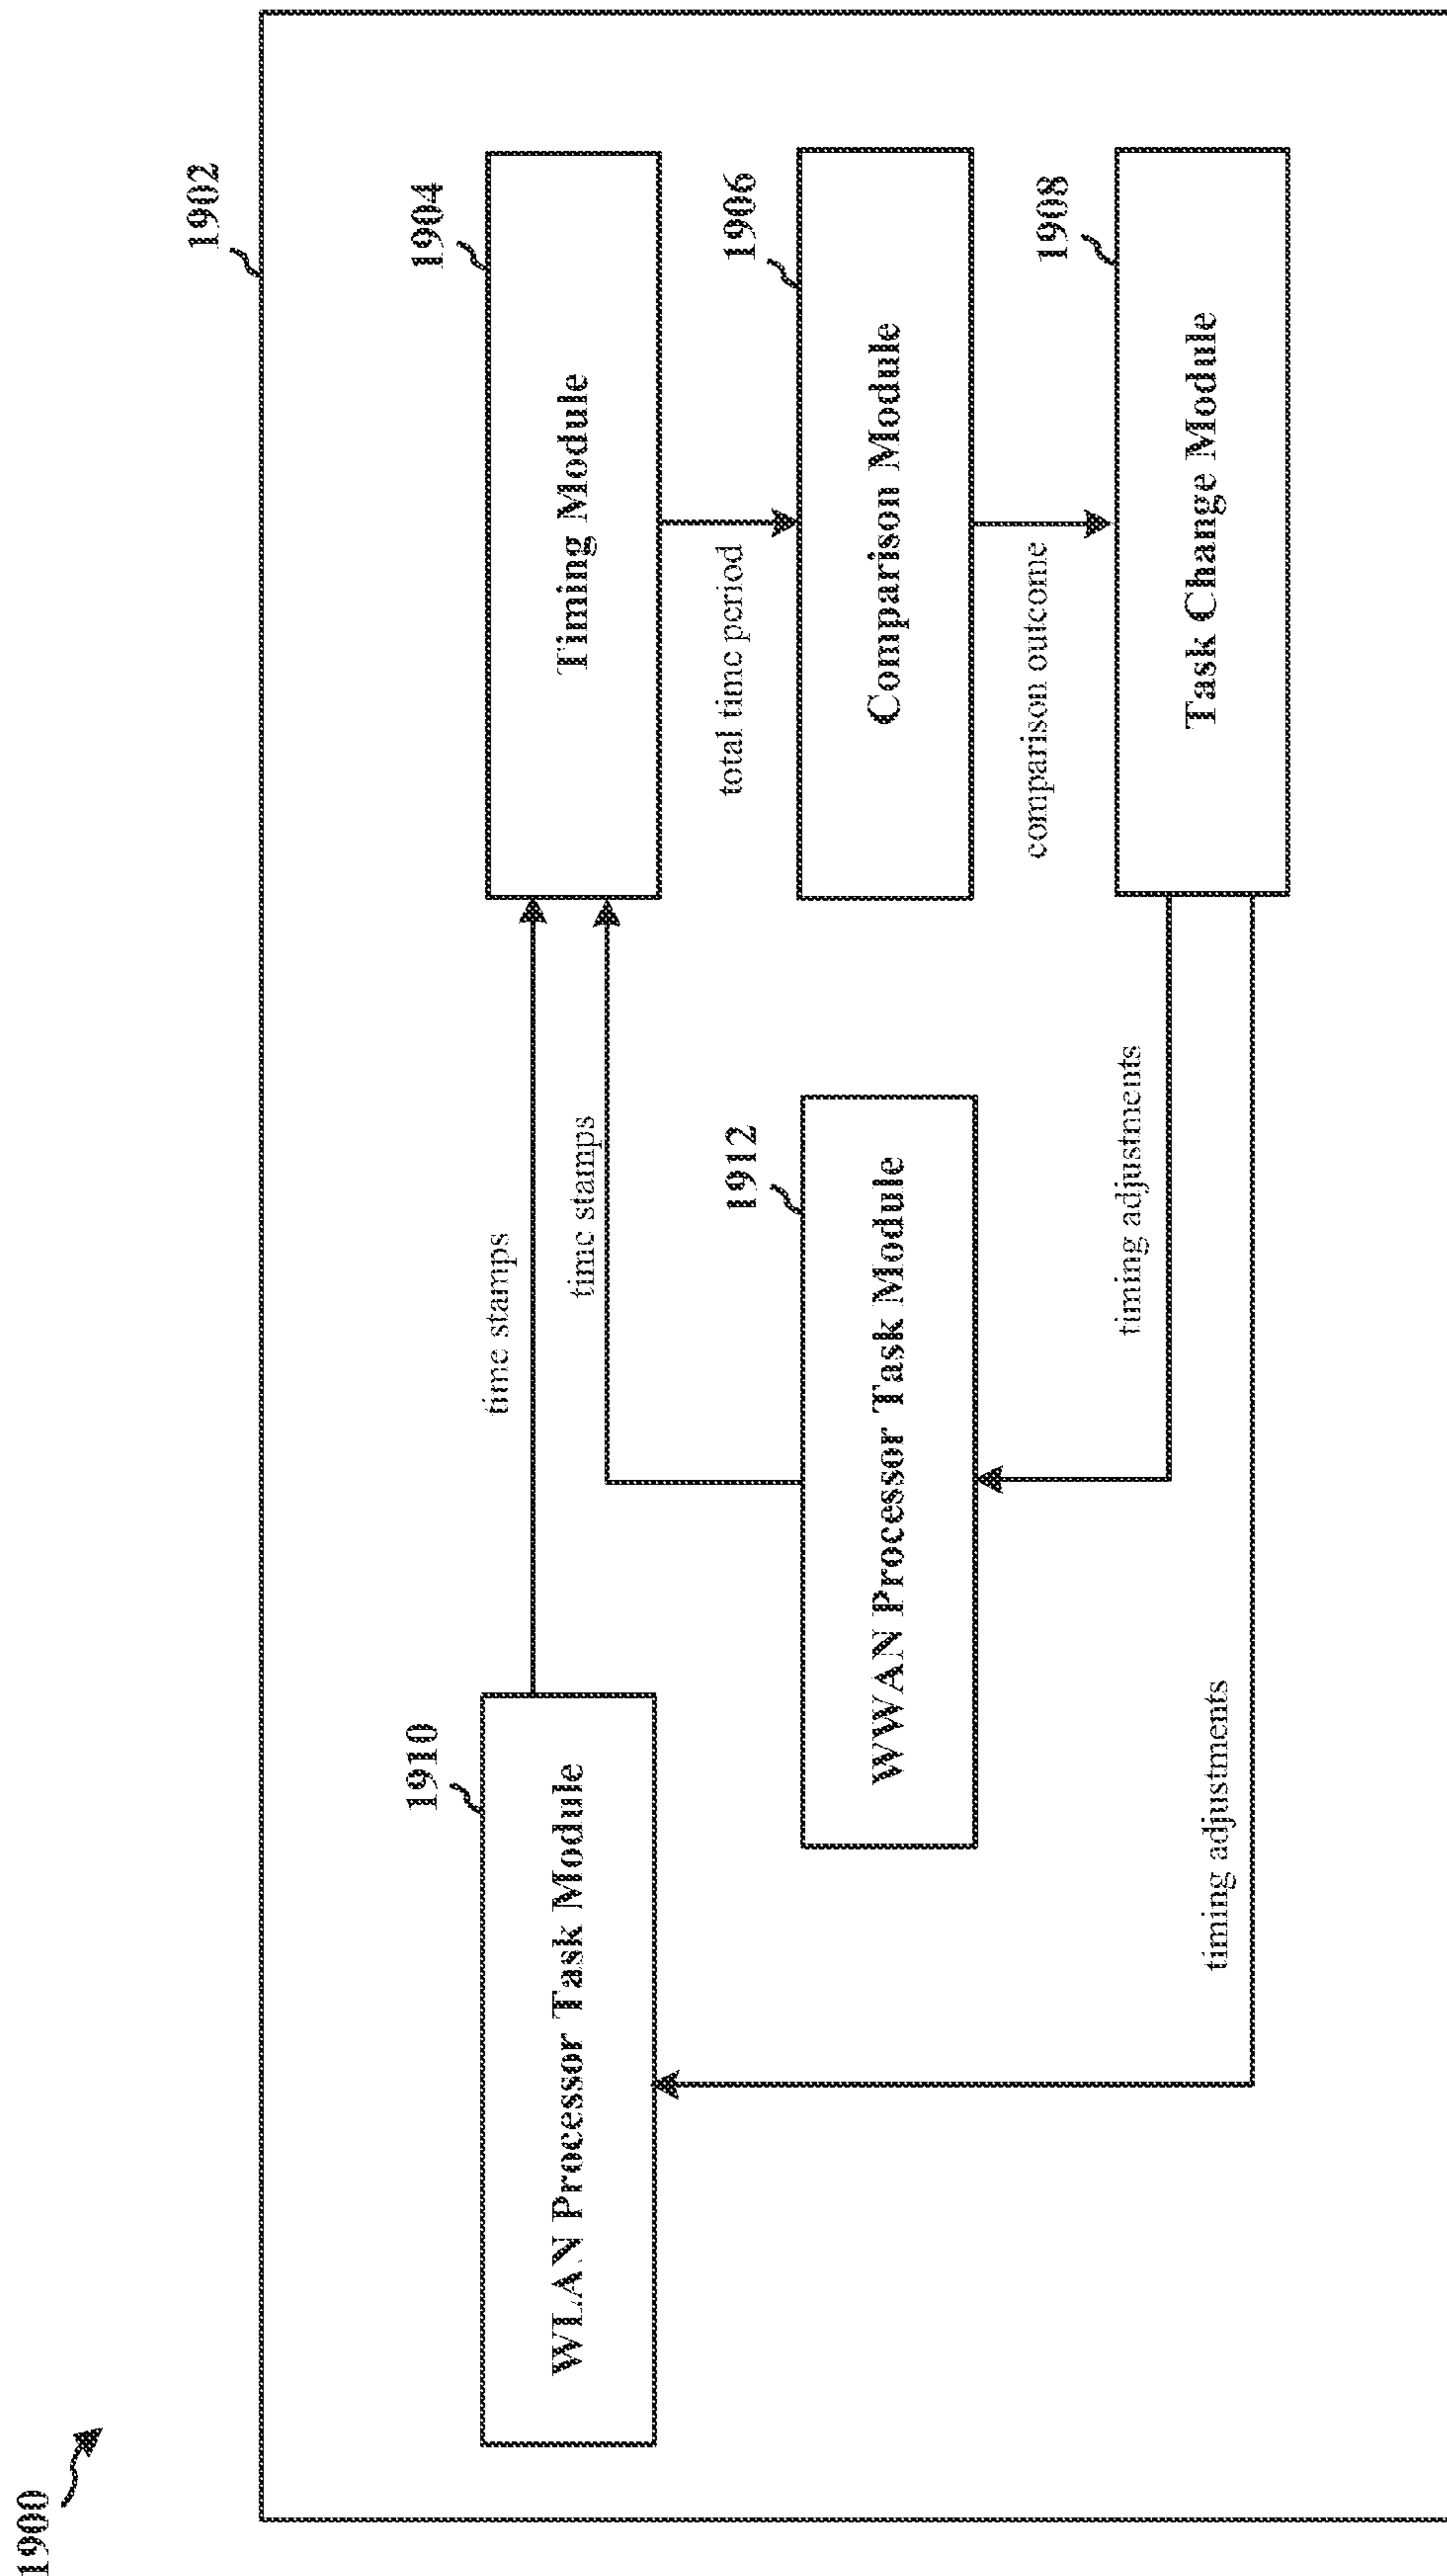 1900
1902
1910
WLAN Processor Task Module
time stamps
1904
Timing Module
time stamps
total time period
1912
WWAN Processor Task Module
1906
Comparison Module
comparison outcome
timing adjustments
1908
Task Change Module
timing adjustments